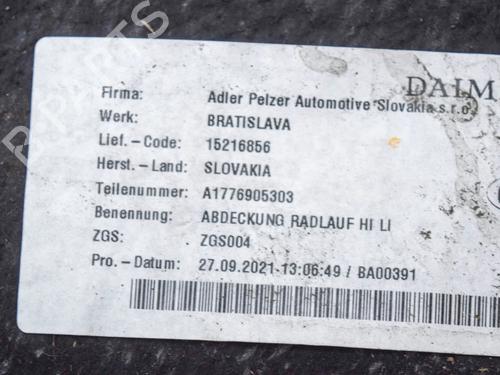 DAIM
Firma: Adler Pelzer Automotive Slovakia s.r.o.
Werk: BRATISLAVA
Lief.-Code: 15216856
Herst.-Land: SLOVAKIA
Teilenummer: A1776905303
Benennung: ABDECKUNG RADLAUF HI LI
ZGS: ZGS004
Pro.-Datum: 27.09.2021-13:06:49 / BA00391